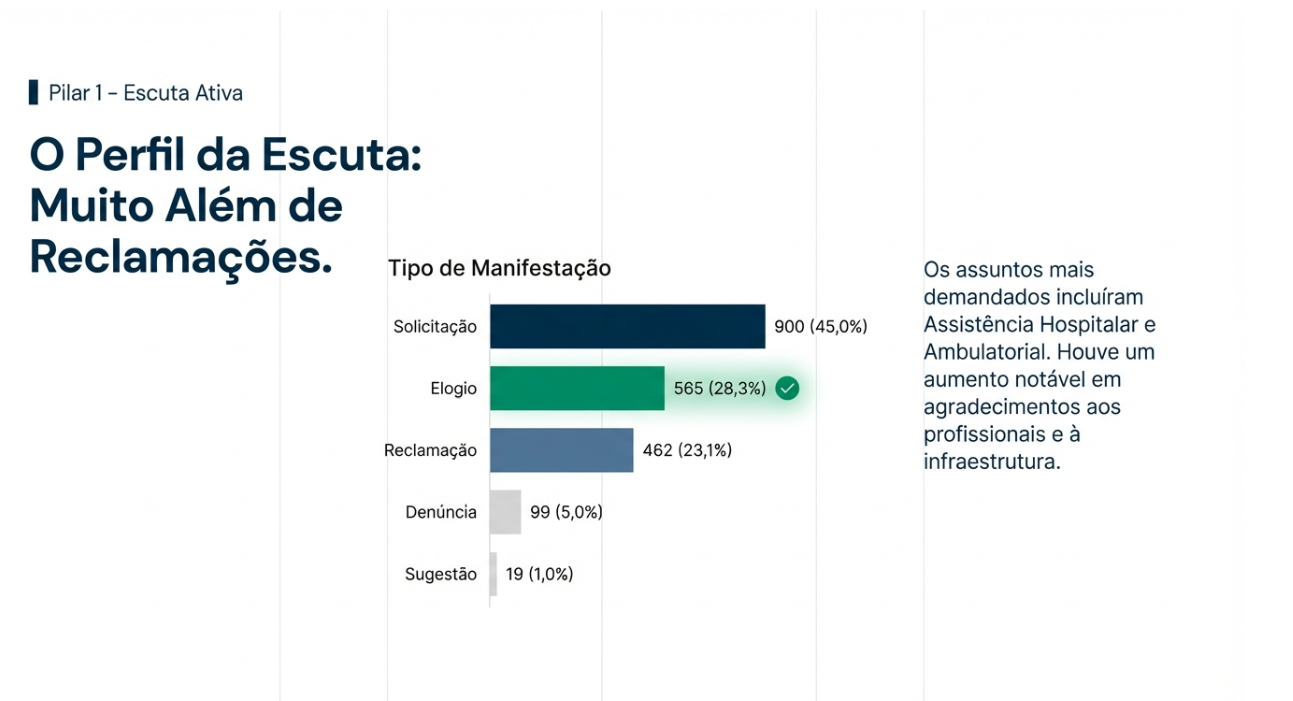 Pilar 1 – Escuta Ativa
O Perfil da Escuta:
Muito Além de
Reclamações.
Tipo de Manifestação
Solicitação 900 (45,0%)
Elogio 565 (28,3%)
Reclamação 462 (23,1%)
Denúncia 99 (5,0%)
Sugestão 19 (1,0%)
Os assuntos mais
demandados incluíram
Assistência Hospitalar e
Ambulatorial. Houve um
aumento notável em
agradecimentos aos
profissionais e à
infraestrutura.